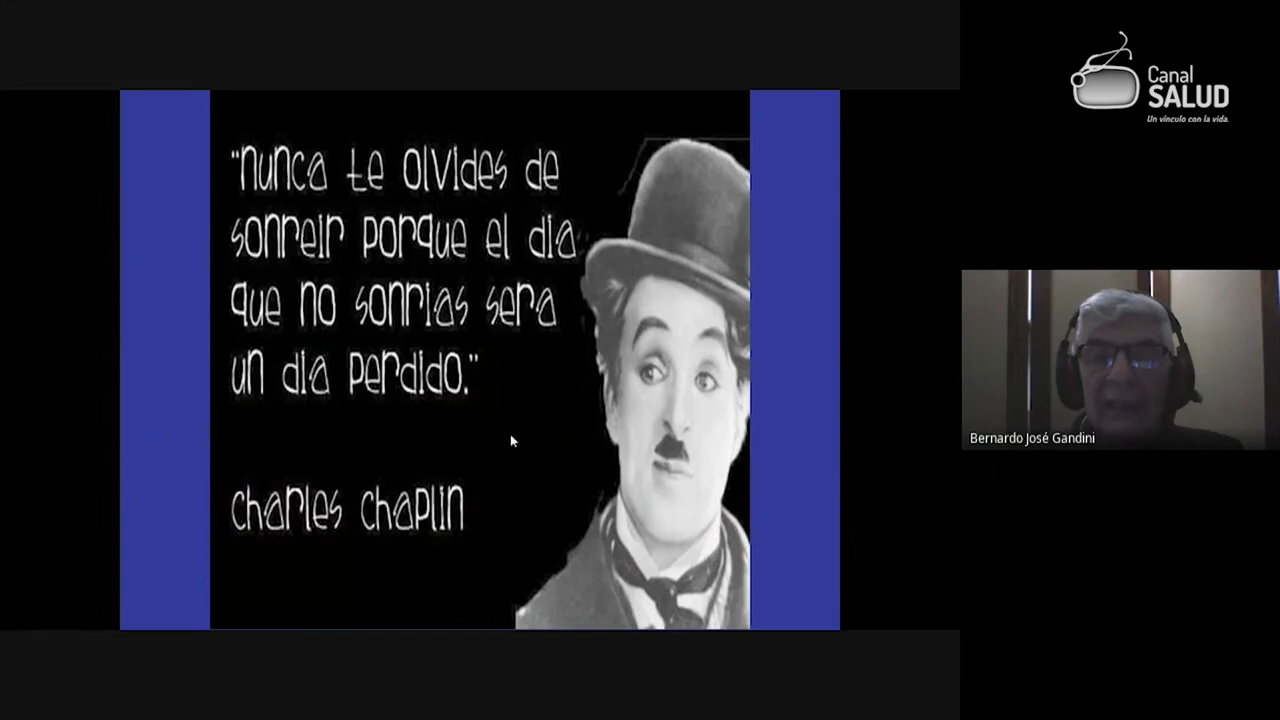 "nunca te olvides de
sonreir porque el dia
que no sonrias sera
un dia perdido."
charles chaplin
Canal
SALUD
Un vínculo con la vida.
Bernardo José Gandini